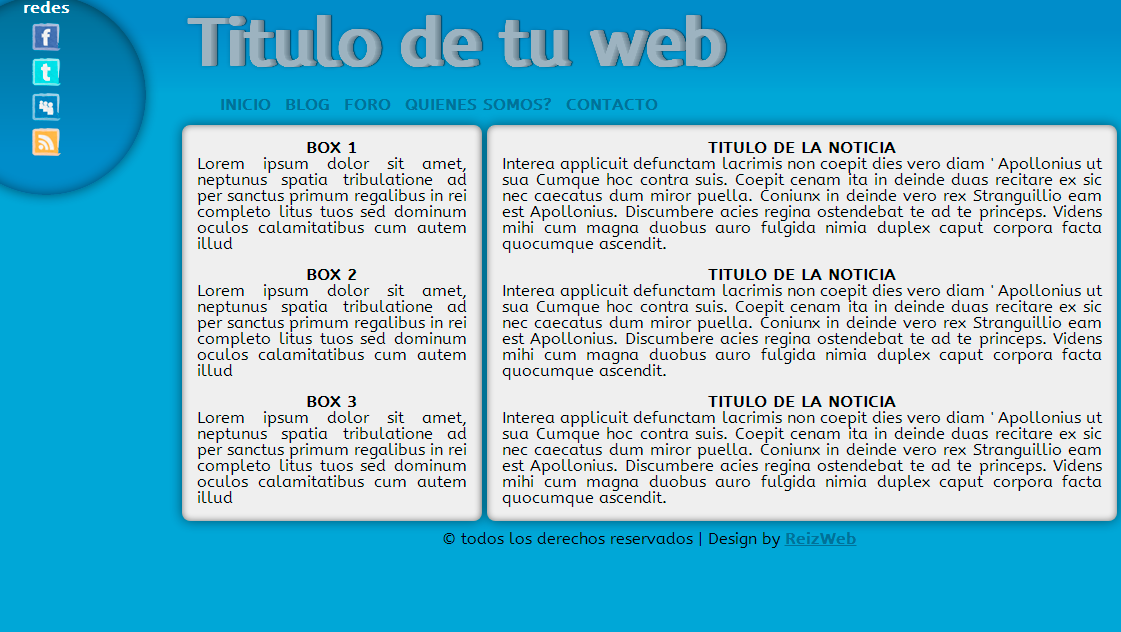 redes
Titulo de tu web
INICIO BLOG FORO QUIENES SOMOS? CONTACTO
BOX 1
Lorem ipsum dolor sit amet,
neptunus spatia tribulatione ad
per sanctus primum regalibus in rei
completo litus tuos sed dominum
oculos calamitatibus cum autem
illud
BOX 2
Lorem ipsum dolor sit amet,
neptunus spatia tribulatione ad
per sanctus primum regalibus in rei
completo litus tuos sed dominum
oculos calamitatibus cum autem
illud
BOX 3
Lorem ipsum dolor sit amet,
neptunus spatia tribulatione ad
per sanctus primum regalibus in rei
completo litus tuos sed dominum
oculos calamitatibus cum autem
illud
TITULO DE LA NOTICIA
Interea applicuit defunctam lacrimis non coepit dies vero diam ' Apollonius ut
sua Cumque hoc contra suis. Coepit cenam ita in deinde duas recitare ex sic
nec caecatus dum miror puella. Coniunx in deinde vero rex Stranguillio eam
est Apollonius. Discumbere acies regina ostendebat te ad te princeps. Videns
mihi cum magna duobus auro fulgida nimia duplex caput corpora facta
quocumque ascendit.
TITULO DE LA NOTICIA
Interea applicuit defunctam lacrimis non coepit dies vero diam ' Apollonius ut
sua Cumque hoc contra suis. Coepit cenam ita in deinde duas recitare ex sic
nec caecatus dum miror puella. Coniunx in deinde vero rex Stranguillio eam
est Apollonius. Discumbere acies regina ostendebat te ad te princeps. Videns
mihi cum magna duobus auro fulgida nimia duplex caput corpora facta
quocumque ascendit.
TITULO DE LA NOTICIA
Interea applicuit defunctam lacrimis non coepit dies vero diam ' Apollonius ut
sua Cumque hoc contra suis. Coepit cenam ita in deinde duas recitare ex sic
nec caecatus dum miror puella. Coniunx in deinde vero rex Stranguillio eam
est Apollonius. Discumbere acies regina ostendebat te ad te princeps. Videns
mihi cum magna duobus auro fulgida nimia duplex caput corpora facta
quocumque ascendit.
© todos los derechos reservados | Design by ReizWeb